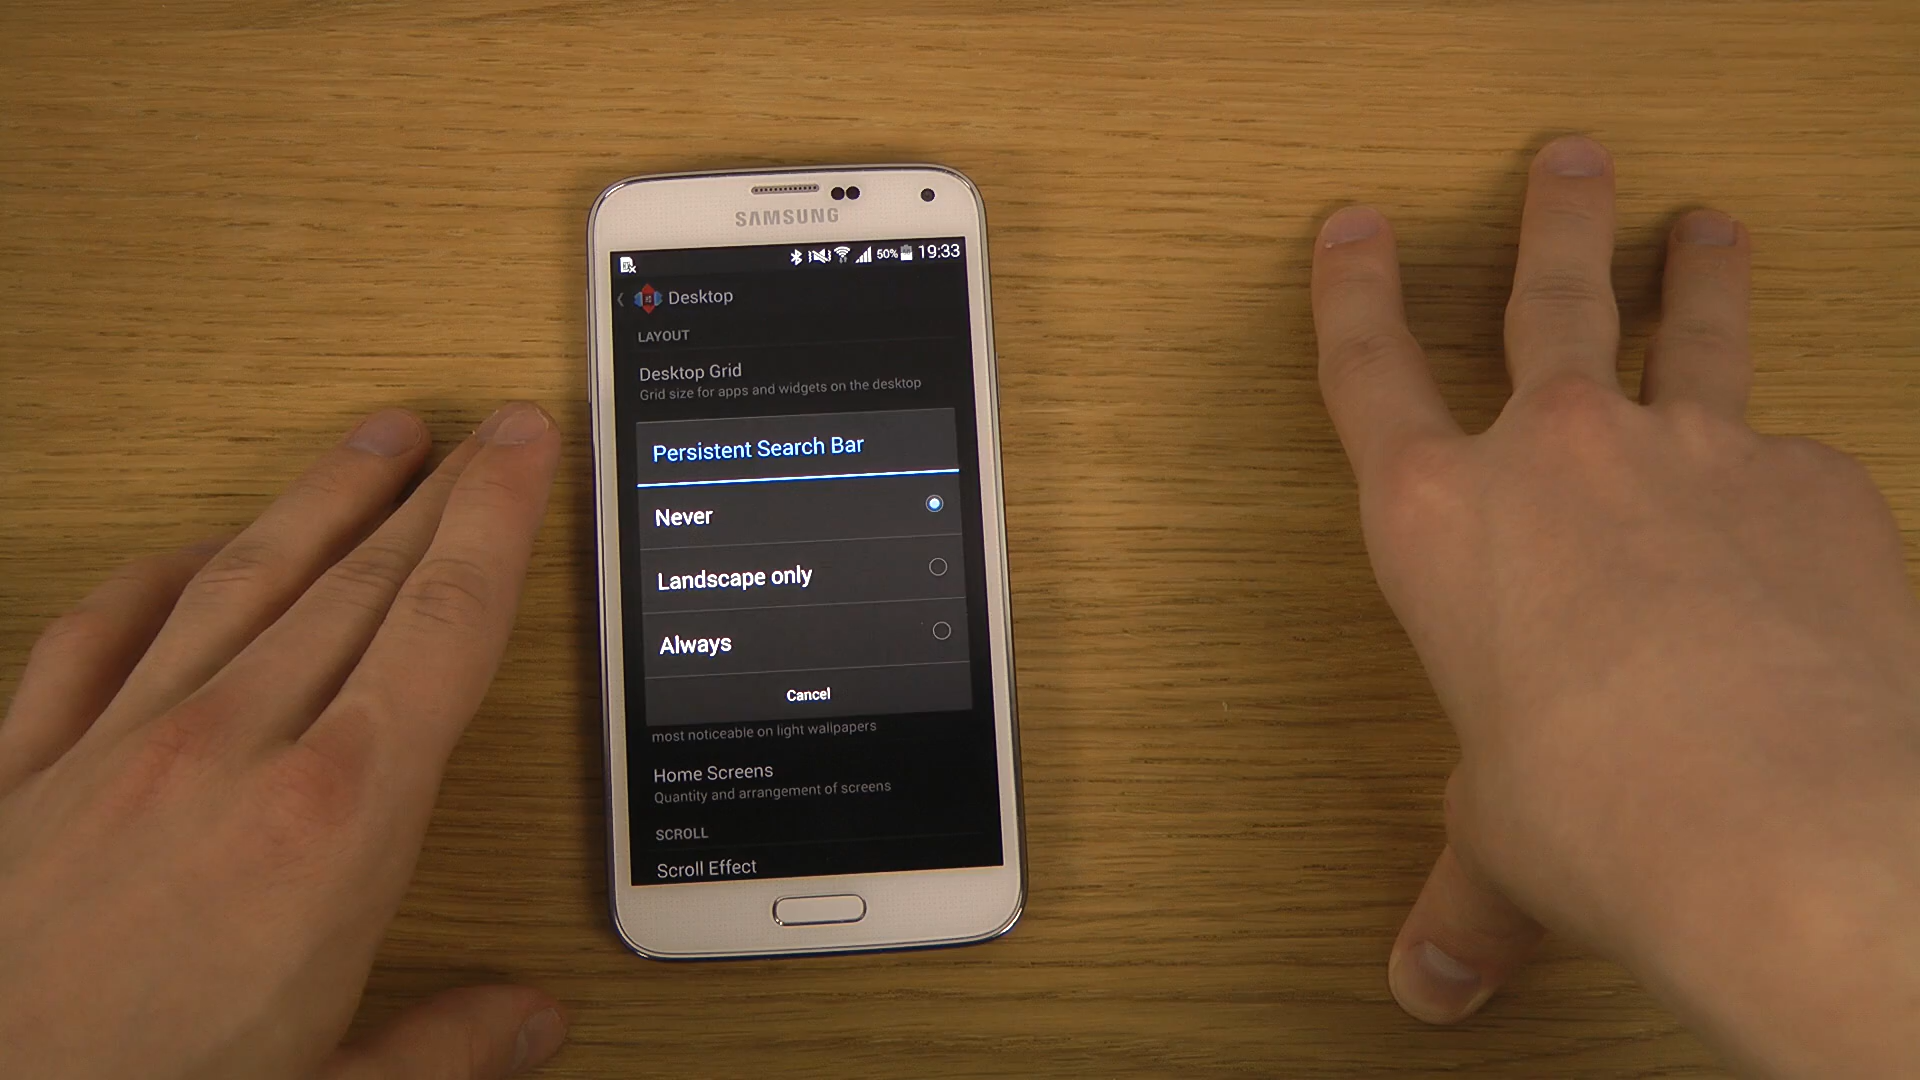 SAMSUNG
50% 19:33
Desktop
LAYOUT
Desktop Grid
Grid size for apps and widgets on the desktop
Persistent Search Bar
Never
Landscape only
Always
Cancel
most noticeable on light wallpapers
Home Screens
Quantity and arrangement of screens
SCROLL
Scroll Effect